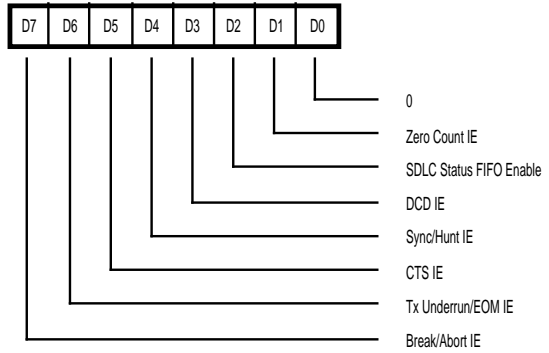 D7 D6 D5 D4 D3 D2 D1 D0
0
Zero Count IE
SDLC Status FIFO Enable
DCD IE
Sync/Hunt IE
CTS IE
Tx Underrun/EOM IE
Break/Abort IE